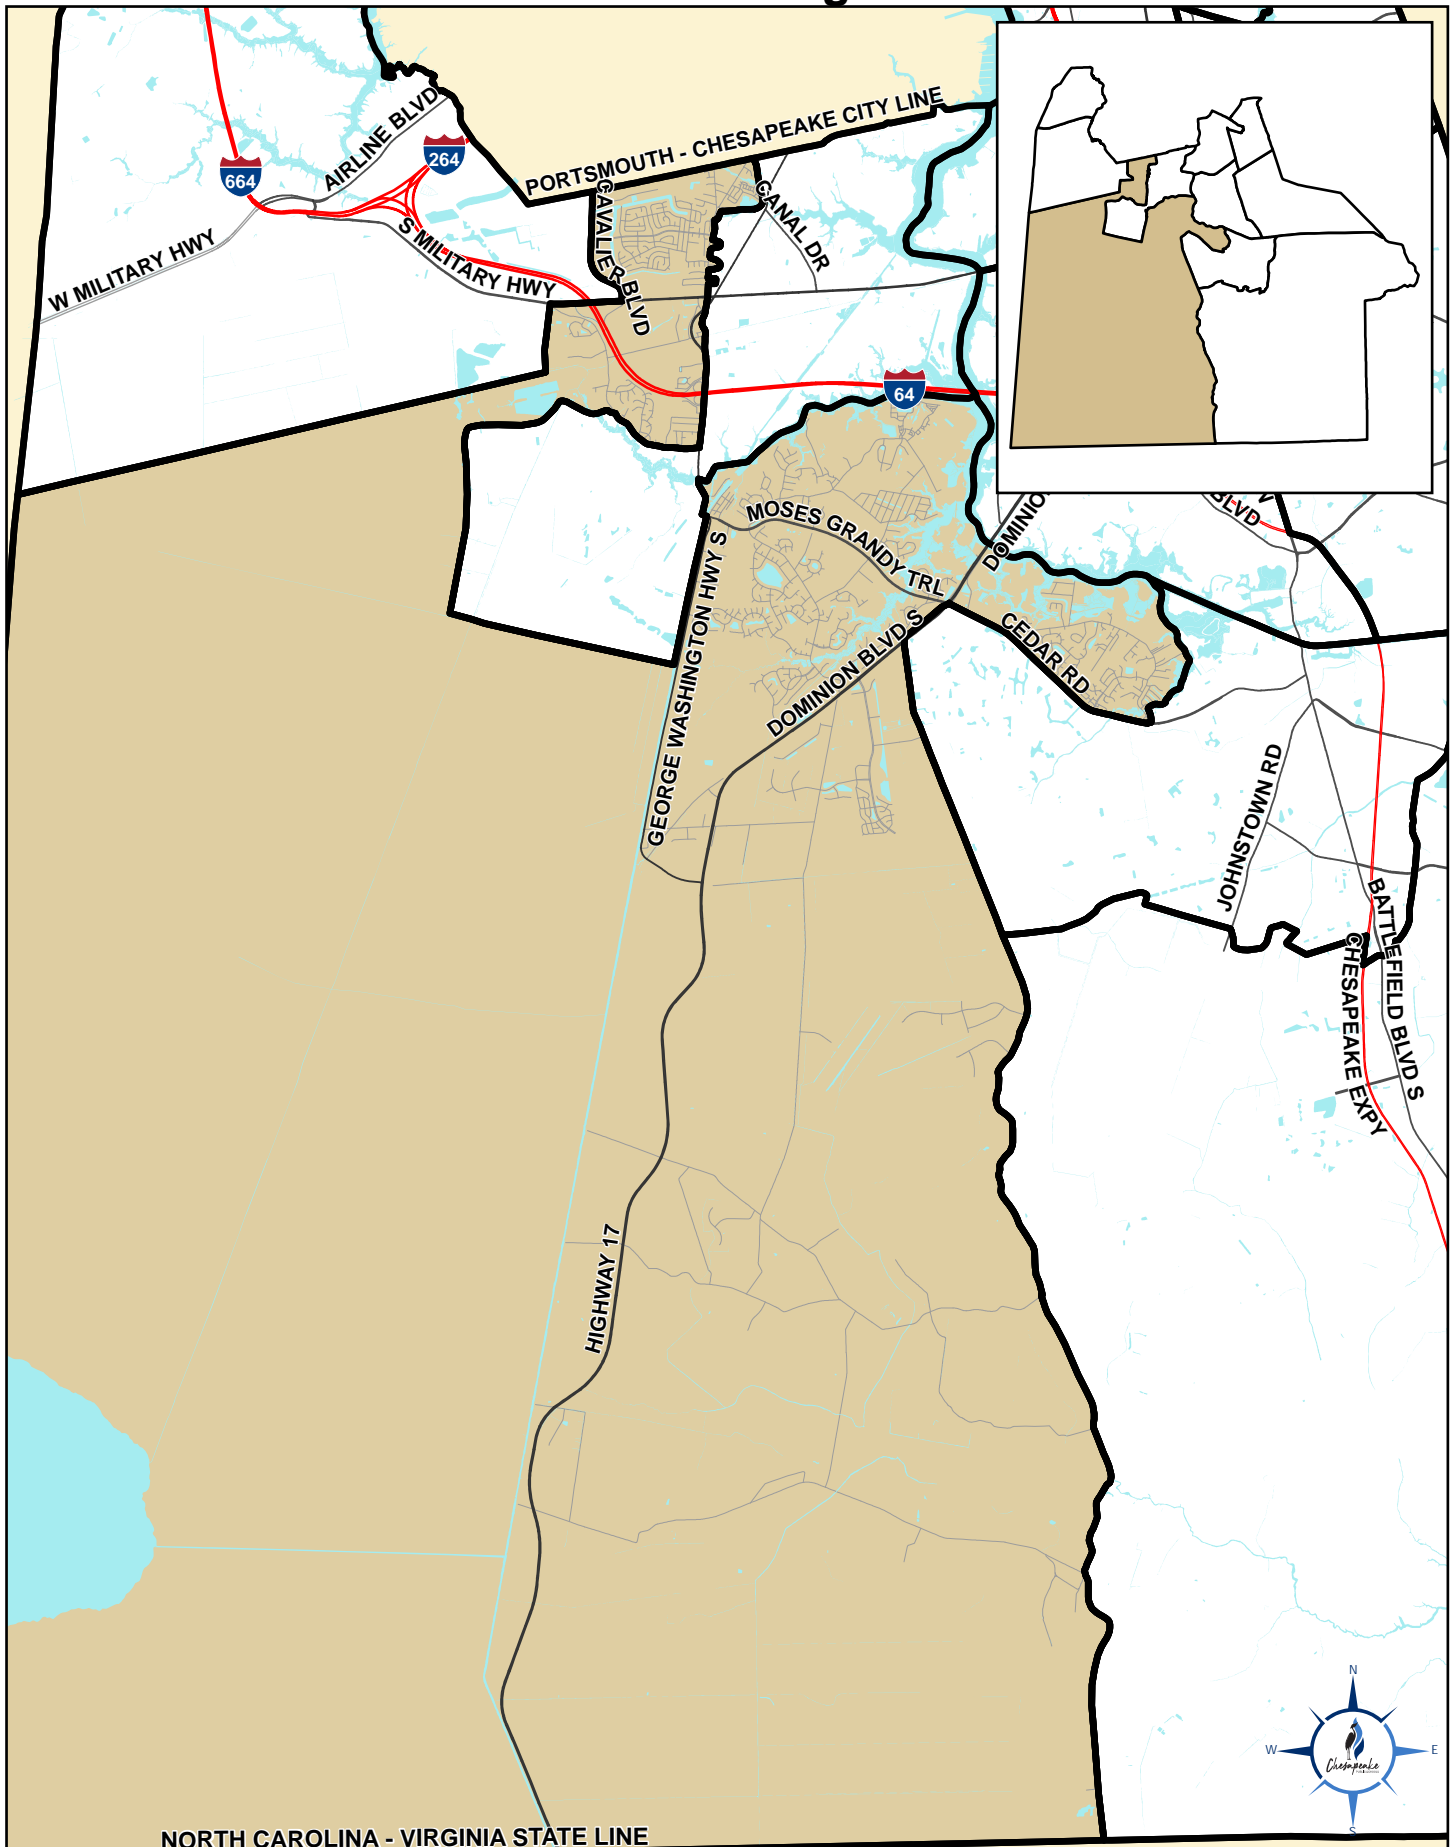 PORTSMOUTH - CHESAPEAKE CITY LINE
AIRLINE BLVD
264
664
CAVALIER BLVD
CANAL DR
S MILITARY HWY
W MILITARY HWY
64
BLVD
MOSES GRANDY TRL
GEORGE WASHINGTON HWY S
DOMINION BLVD S
CEDAR RD
JOHNSTOWN RD
BATTLEFIELD BLVD S
CHESAPEAKE EXPY
HIGHWAY 17
N
W
E
S
Chesapeake
NORTH CAROLINA - VIRGINIA STATE LINE